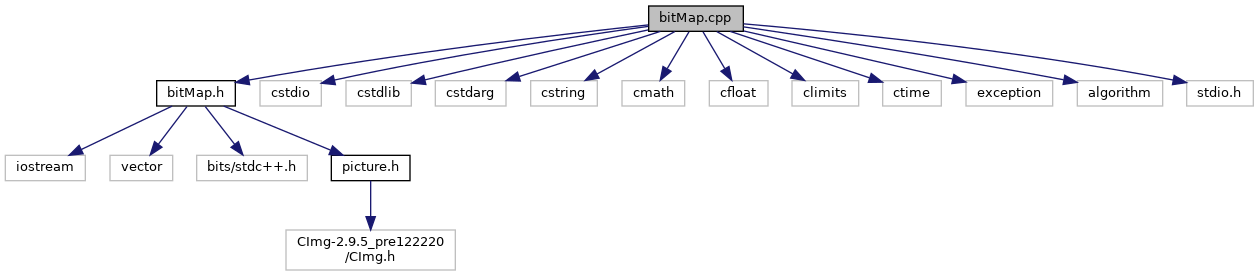 bitMap.cpp
bitMap.h
cstdio
cstdlib
cstdarg
cstring
cmath
cfloat
climits
ctime
exception
algorithm
stdio.h
iostream
vector
bits/stdc++.h
picture.h
CImg-2.9.5_pre122220
/CImg.h